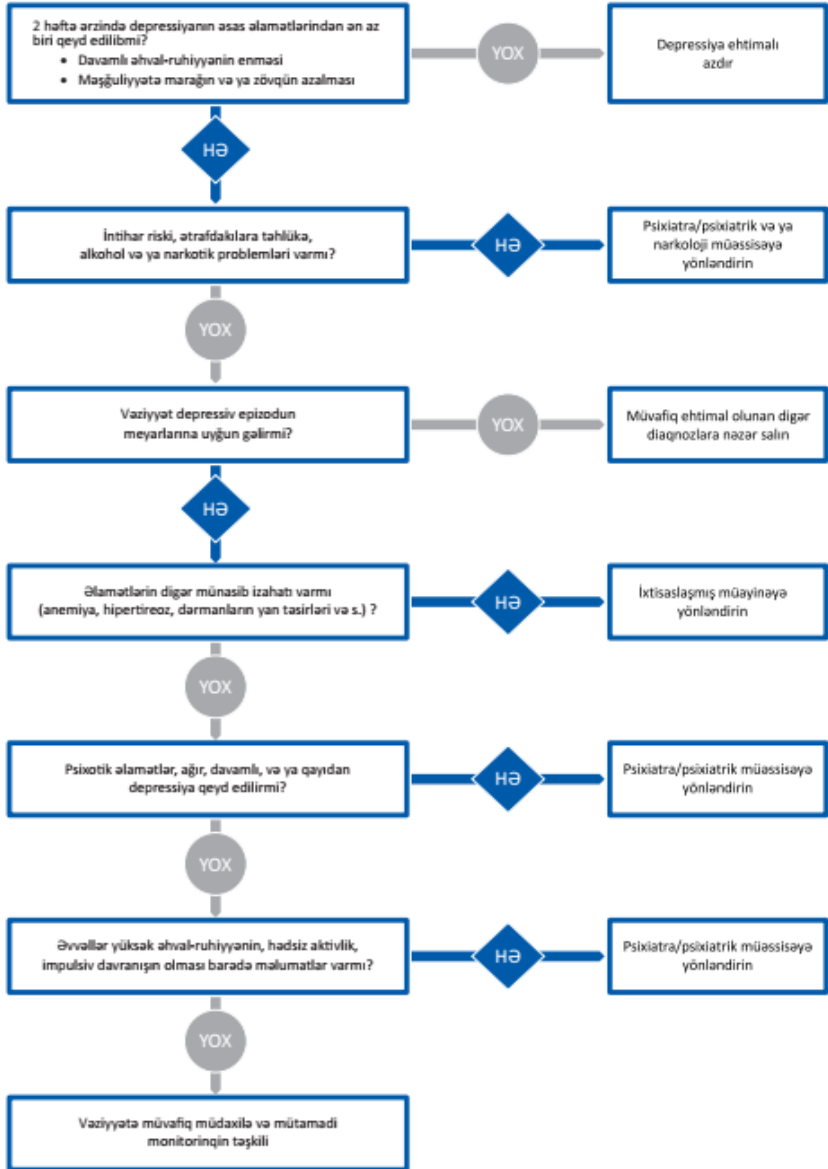 2 həftə ərzində depressiyanın əsas əlamətlərindən ən az
biri qeyd edilibmi?
• Davamlı əhval-ruhiyyənin enməsi
• Məşğuliyyətə marağın və ya zövqün azalması
YOX
Depressiya ehtimalı
azdır
HƏ
İntihar riski, ətrafdakılara təhlükə,
alkohol və ya narkotik problemləri varmı?
HƏ
Psixiatra/psixiatrik və ya
narkoloji müəssisəyə
yönləndirin
YOX
Vəziyyət depressiv epizodun
meyarlarına uyğun gəlirmi?
YOX
Müvafiq ehtimal olunan digər
diaqnozlara nəzər salın
HƏ
Əlamətlərin digər münasib izahatı varmı
(anemiya, hipertireoz, dərmanların yan təsirləri və s.) ?
HƏ
İxtisaslaşmış müayinəyə
yönləndirin
YOX
Psixotik əlamətlər, ağır, davamlı, və ya qayıdan
depressiya qeyd edilirmi?
HƏ
Psixiatra/psixiatrik müəssisəyə
yönləndirin
YOX
Əvvəllər yüksək əhval-ruhiyyənin, hədsiz aktivlik,
impulsiv davranışın olması barədə məlumatlar varmı?
HƏ
Psixiatra/psixiatrik müəssisəyə
yönləndirin
YOX
Vəziyyətə müvafiq müdaxilə və mütamadi
monitorinqin təşkili